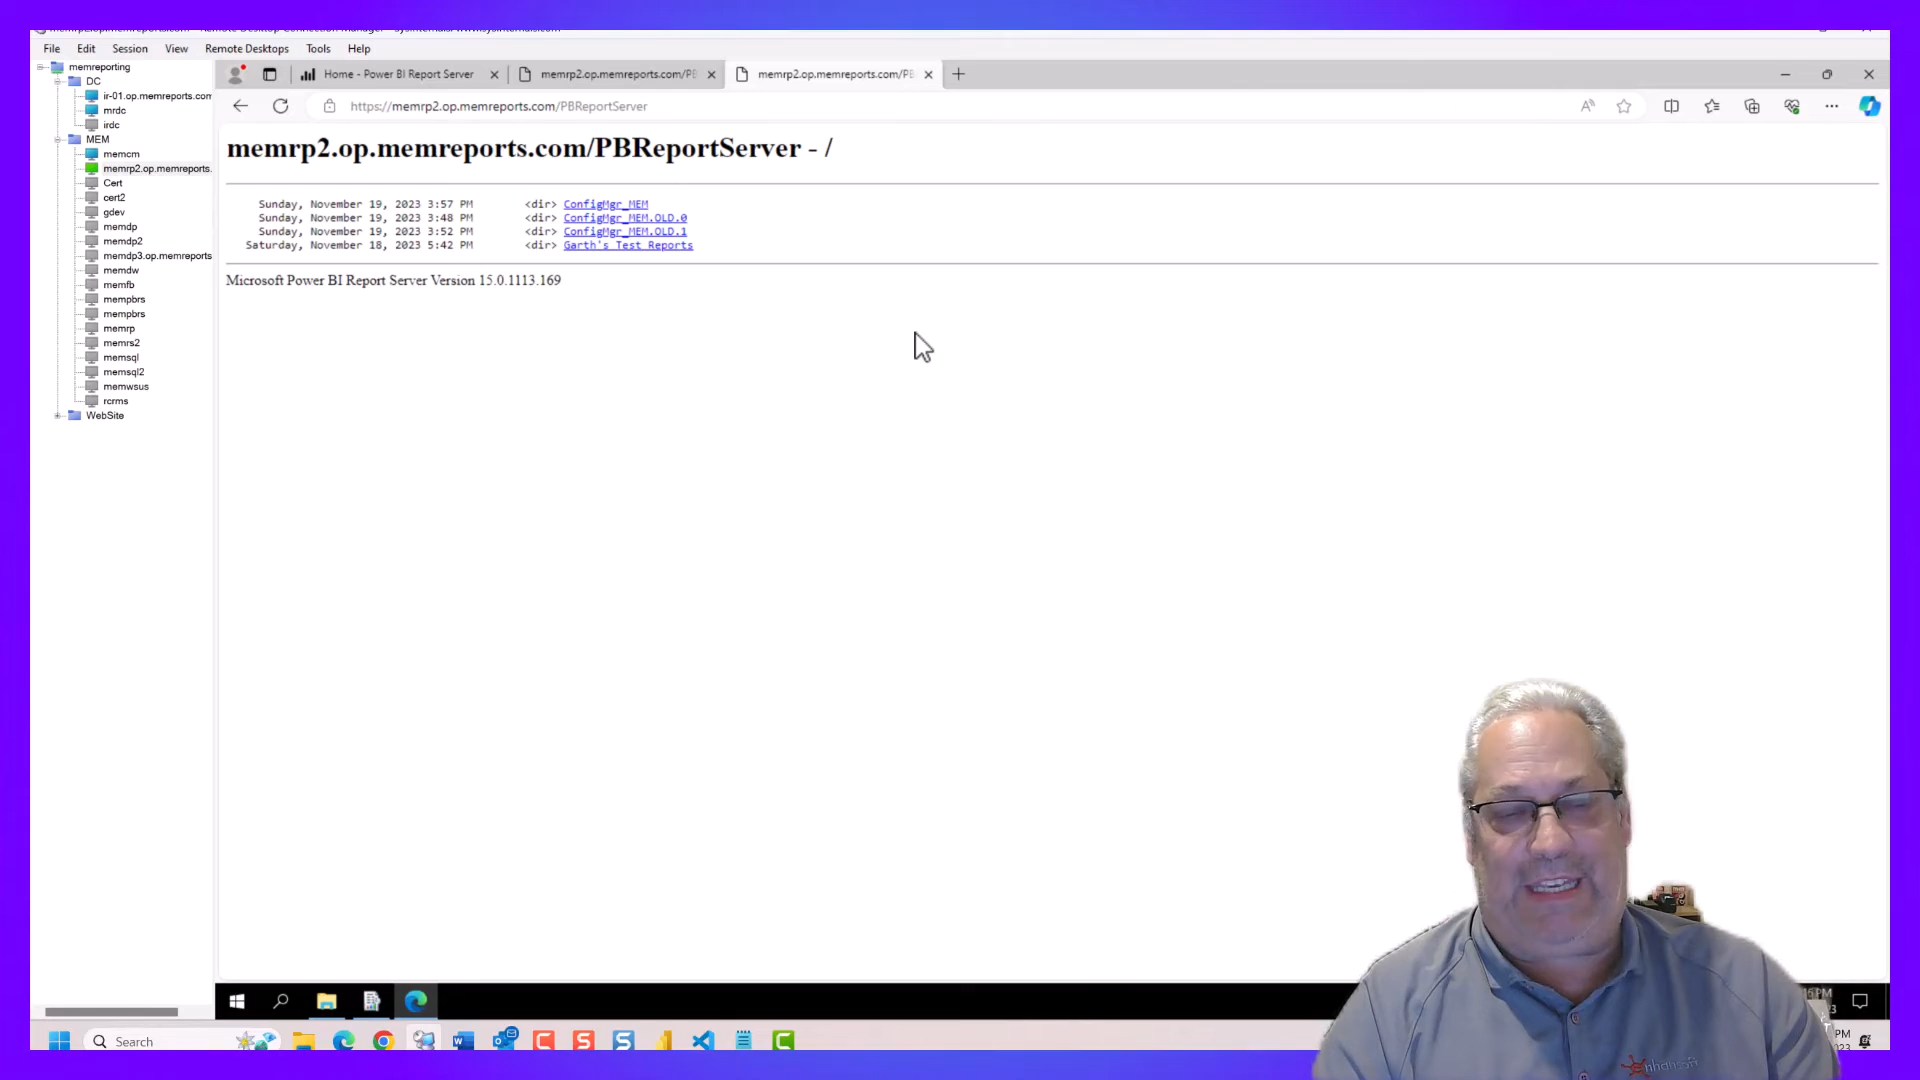 File Edit Session View Remote Desktops Tools Help
memreporting
DC
ir-01.op.memreports.com
mrdc
irdc
MEM
memcm
memrp2.op.memreports.
Cert
cert2
gdev
memdp
memdp2
memdp3.op.memreports
memdw
memfb
mempbrs
mempbrs
memrp
memrs2
memsql
memsql2
memwsus
rcrms
WebSite
Home - Power BI Report Server
memrp2.op.memreports.com/PE
memrp2.op.memreports.com/PE
https://memrp2.op.memreports.com/PBReportServer
memrp2.op.memreports.com/PBReportServer - /
Sunday, November 19, 2023 3:57 PM <dir> ConfigMgr_MEM
Sunday, November 19, 2023 3:48 PM <dir> ConfigMgr_MEM.OLD.0
Sunday, November 19, 2023 3:52 PM <dir> ConfigMgr_MEM.OLD.1
Saturday, November 18, 2023 5:42 PM <dir> Garth's Test Reports
Microsoft Power BI Report Server Version 15.0.1113.169
Search
PM
enhansoft